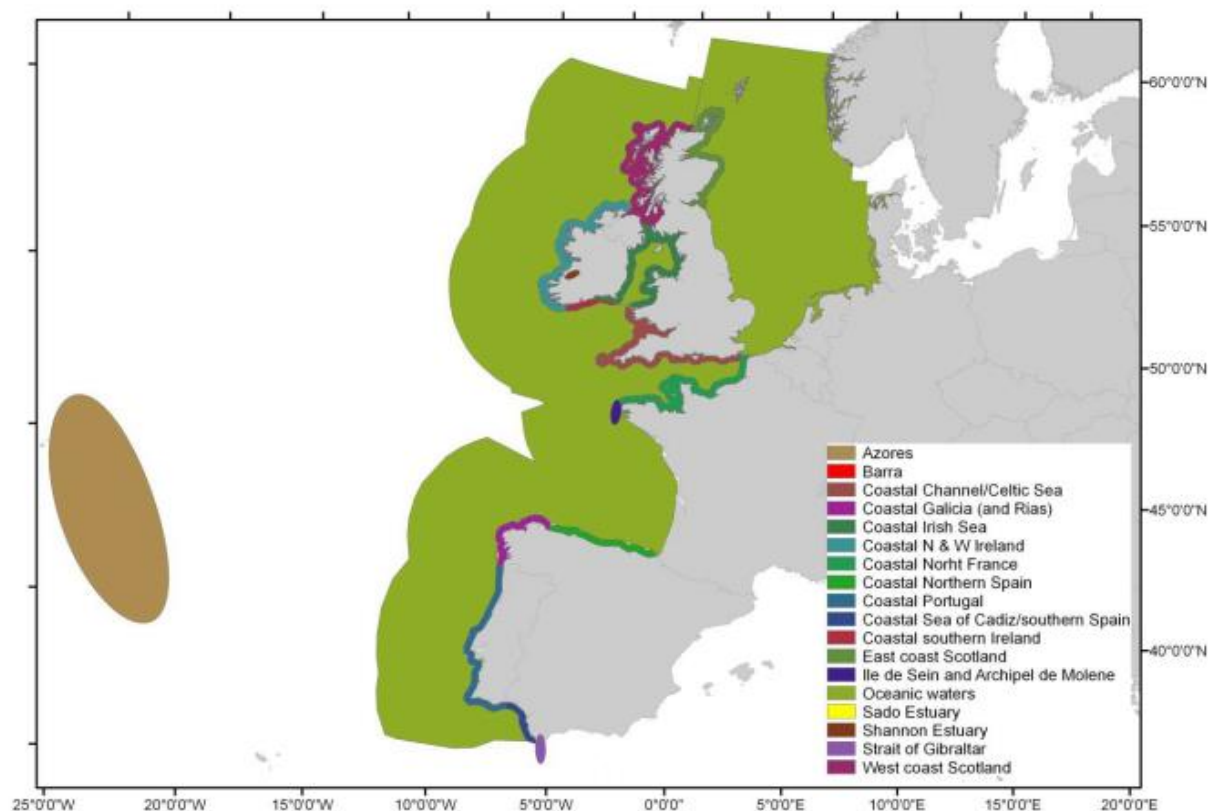 60°0'0"N
55°0'0"N
50°0'0"N
45°0'0"N
40°0'0"N
Azores
Barra
Coastal Channel/Celtic Sea
Coastal Galicia (and Rias)
Coastal Irish Sea
Coastal N & W Ireland
Coastal Norht France
Coastal Northern Spain
Coastal Portugal
Coastal Sea of Cadiz/southern Spain
Coastal southern Ireland
East coast Scotland
Ile de Sein and Archipel de Molene
Oceanic waters
Sado Estuary
Shannon Estuary
Strait of Gibraltar
West coast Scotland
25°0'0"W 20°0'0"W 15°0'0"W 10°0'0"W 5°0'0"W 0°0'0" 5°0'0"E 10°0'0"E 15°0'0"E 20°0'0"E